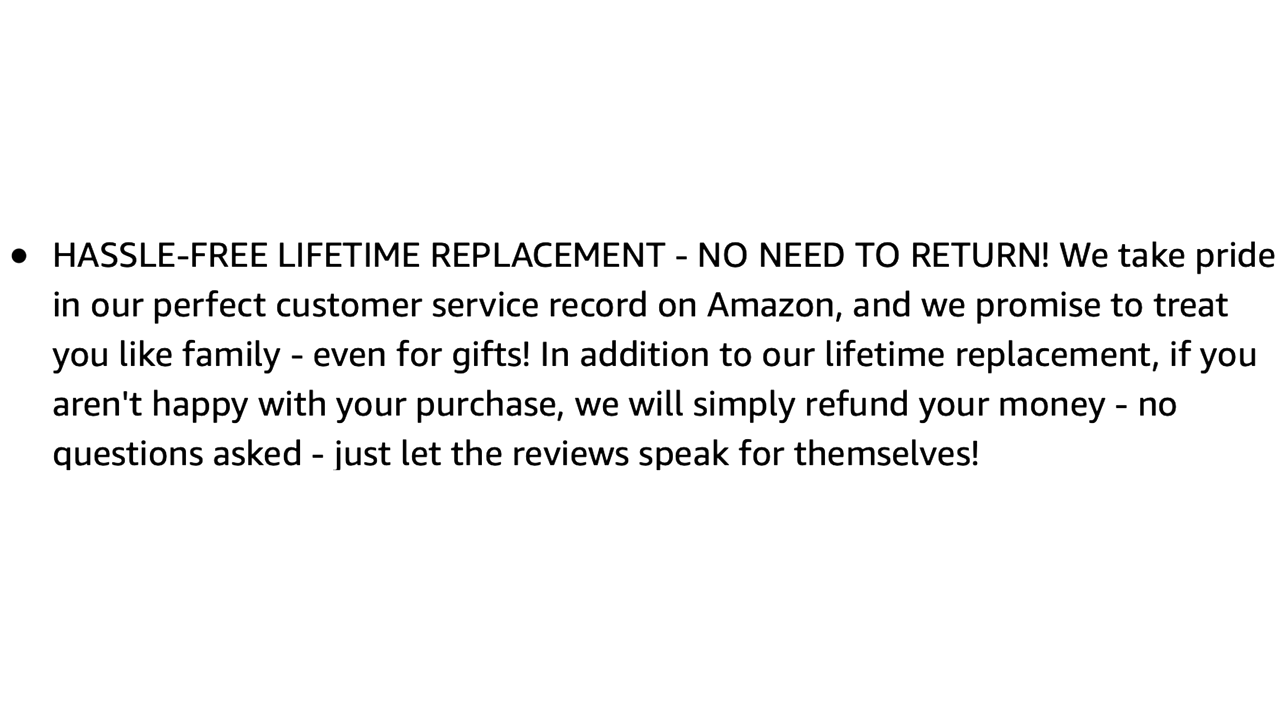 • HASSLE-FREE LIFETIME REPLACEMENT - NO NEED TO RETURN! We take pride
in our perfect customer service record on Amazon, and we promise to treat
you like family - even for gifts! In addition to our lifetime replacement, if you
aren't happy with your purchase, we will simply refund your money - no
questions asked - just let the reviews speak for themselves!